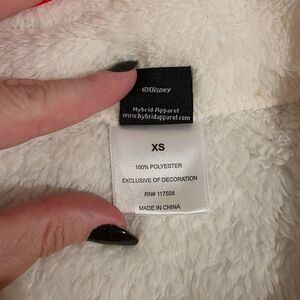 ©Disney
Hybrid Apparel
www.hybridapparel.com
XS
100% POLYESTER
EXCLUSIVE OF DECORATION
RN# 117508
MADE IN CHINA